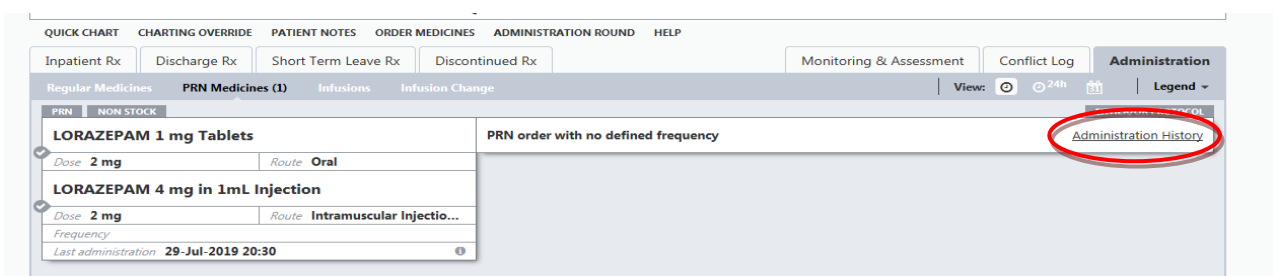 QUICK CHART CHARTING OVERRIDE PATIENT NOTES ORDER MEDICINES ADMINISTRATION ROUND HELP
Inpatient Rx Discharge Rx Short Term Leave Rx Discontinued Rx Monitoring & Assessment Conflict Log Administration
Regular Medicines PRN Medicines (1) Infusions Infusion Change View: 24h 31 Legend
PRN NON STOCK
LORAZEPAM 1 mg Tablets PRN order with no defined frequency Administration History
Dose 2 mg Route Oral
LORAZEPAM 4 mg in 1mL Injection
Dose 2 mg Route Intramuscular Injectio...
Frequency
Last administration 29-Jul-2019 20:30